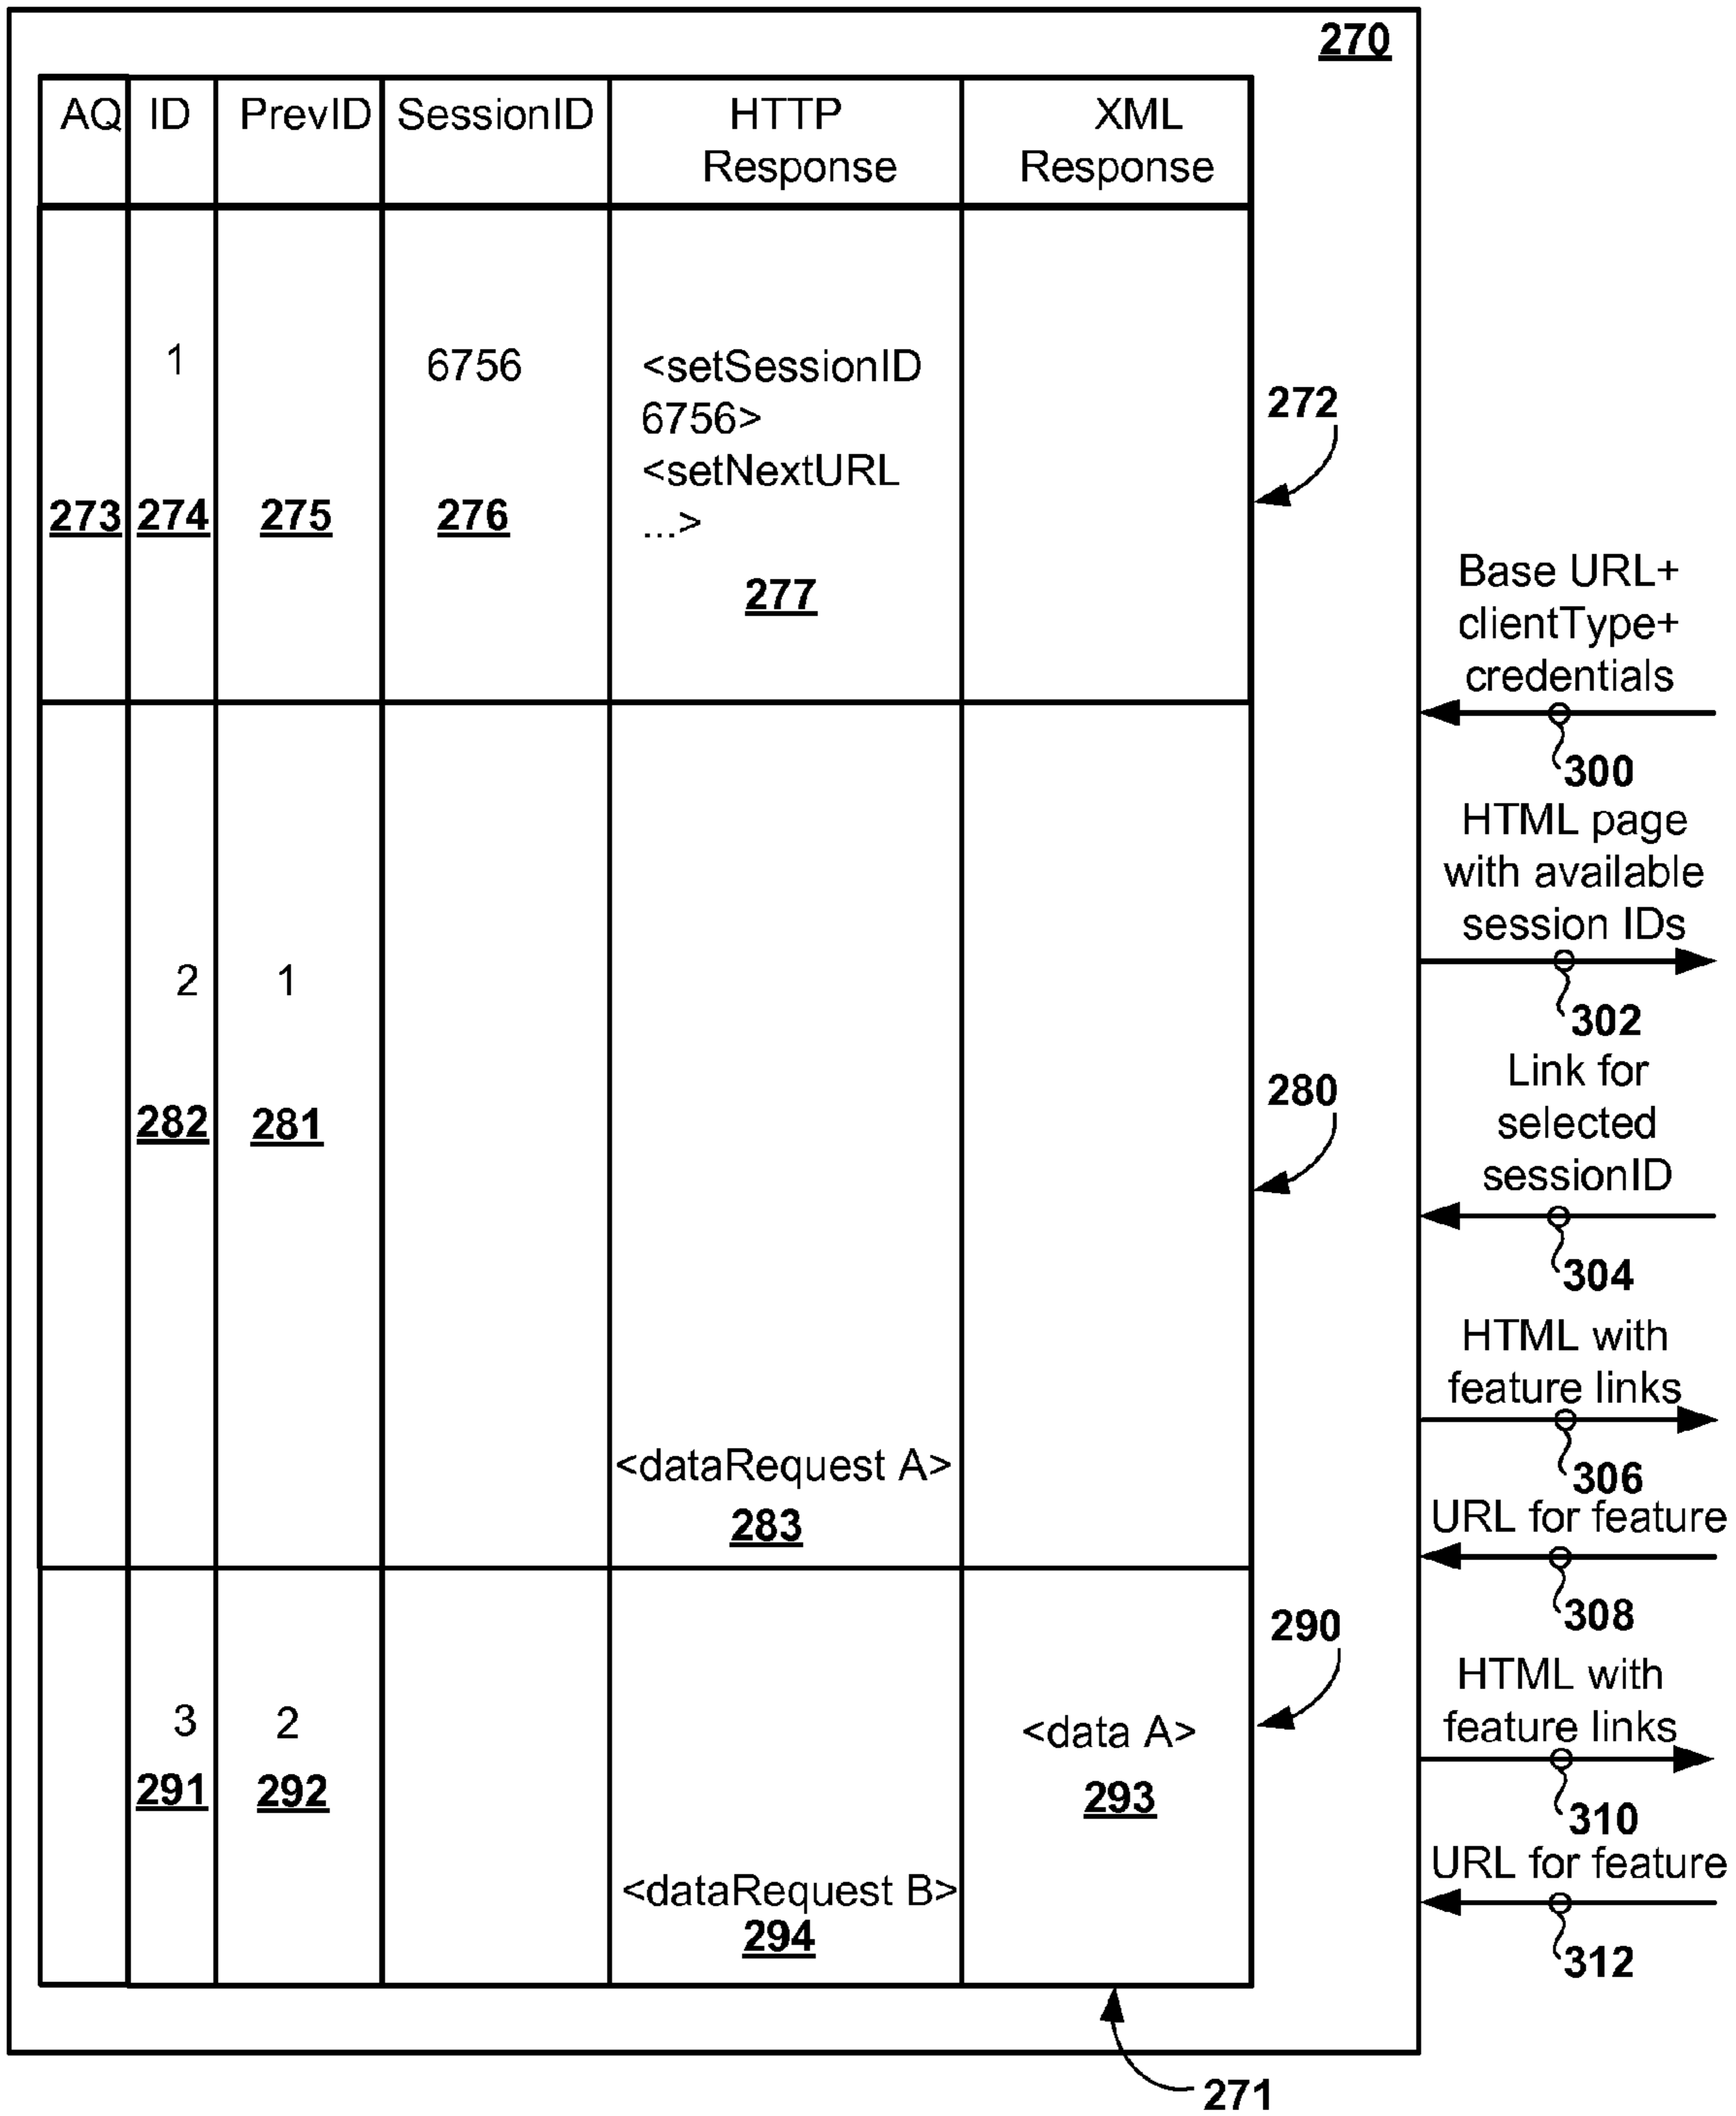 270
AQ ID PrevID SessionID HTTP Response XML Response
1 6756 <setSessionID
6756>
<setNextURL
...>
273 274 275 276
277
272
2 1
282 281
280
<dataRequest A>
283
3 2 <data A>
291 292 293
290
<dataRequest B>
294
271
Base URL+
clientType+
credentials
300
HTML page
with available
session IDs
302
Link for
selected
sessionID
304
HTML with
feature links
306
URL for feature
308
HTML with
feature links
310
URL for feature
312